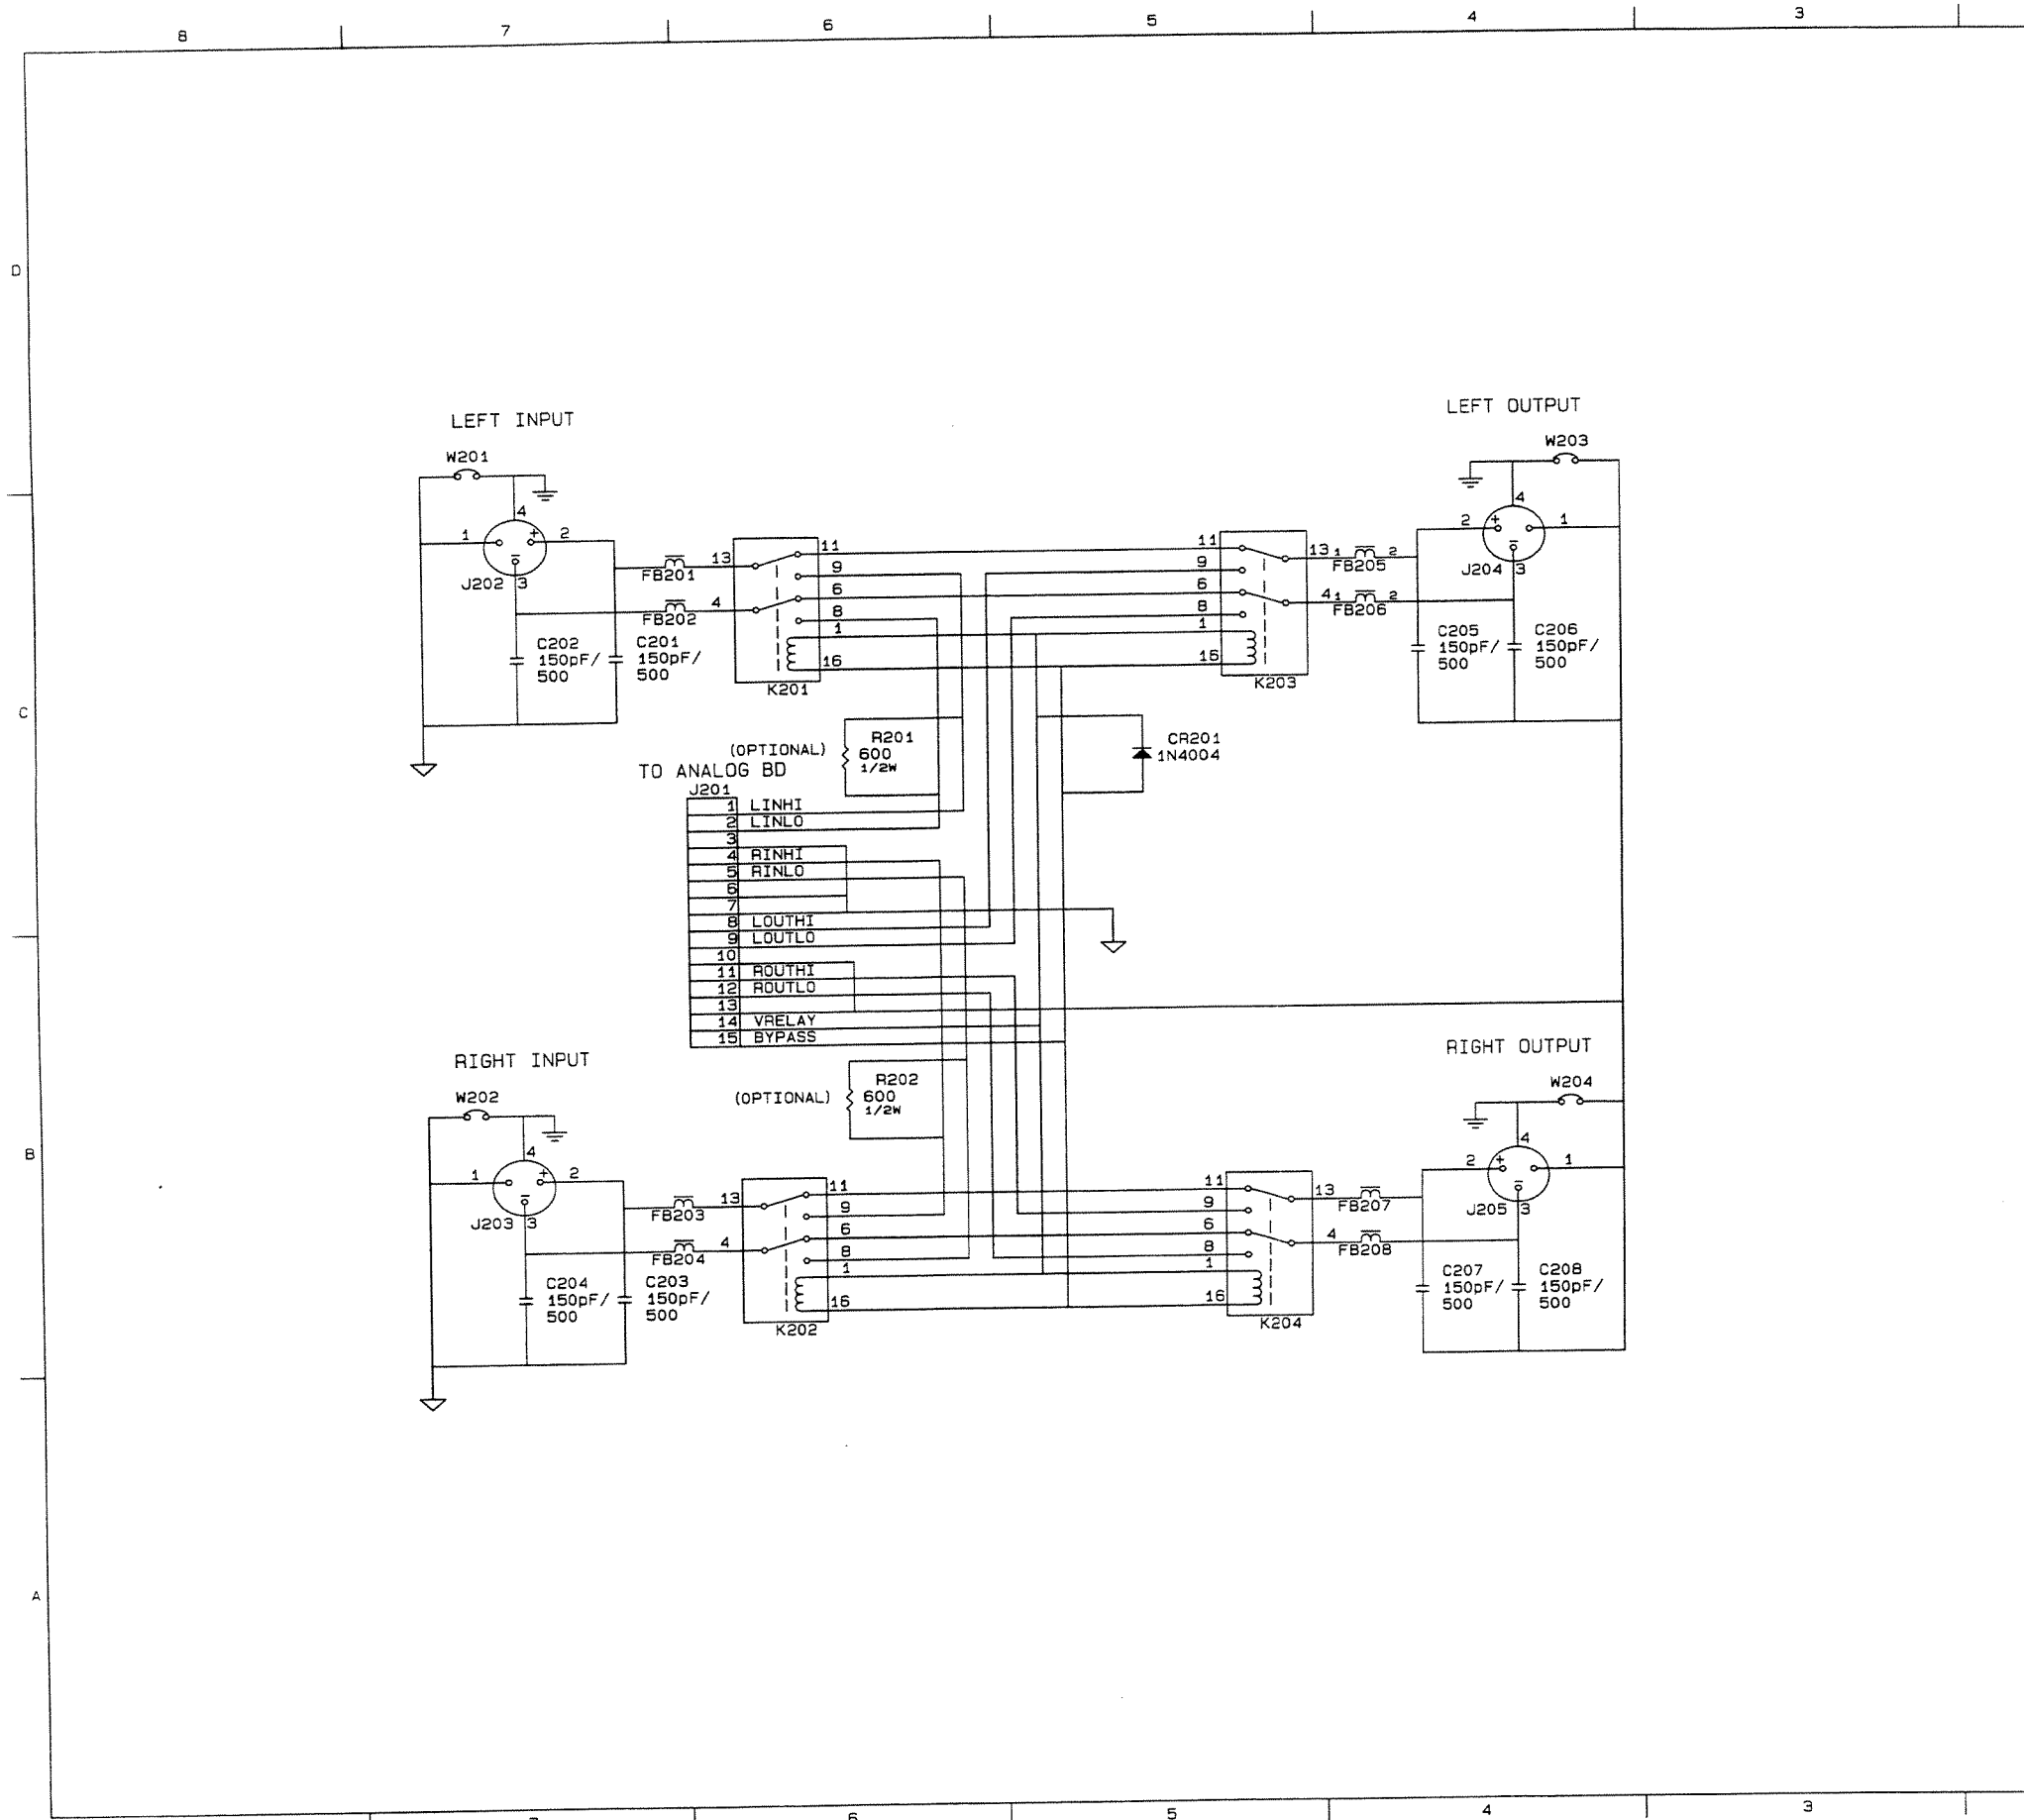 8 7 6 5 4 3
D
C
B
A
LEFT INPUT
W201
4
1 + 2
-
J202 3
FB201
13
FB202
4
C202
150pF/
500
C201
150pF/
500
11
9
6
8
1
16
K201
LEFT OUTPUT
W203
4
2 + 1
-
J204 3
11
9
6
8
1
16
K203
13 1 2
FB205
4 1 2
FB206
C205
150pF/
500
C206
150pF/
500
(OPTIONAL)
R201
600
1/2W
CR201
1N4004
TO ANALOG BD
J201
1 LINHI
2 LINLO
3
4 RINHI
5 RINLO
6
7
8 LOUTHI
9 LOUTLO
10
11 ROUTHI
12 ROUTLO
13
14 VRELAY
15 BYPASS
(OPTIONAL)
R202
600
1/2W
RIGHT INPUT
W202
4
1 + 2
-
J203 3
FB203
13
FB204
4
C204
150pF/
500
C203
150pF/
500
11
9
6
8
1
16
K202
RIGHT OUTPUT
W204
4
2 + 1
-
J205 3
11
9
6
8
1
16
K204
13
FB207
4
FB208
C207
150pF/
500
C208
150pF/
500
6 5 4 3